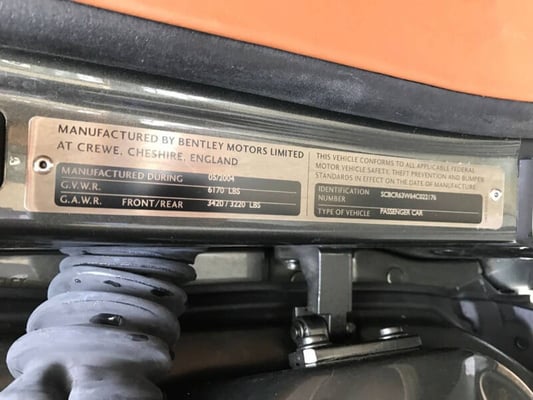 MANUFACTURED BY BENTLEY MOTORS LIMITED
AT CREWE, CHESHIRE, ENGLAND
MANUFACTURED DURING 05/2004
G.V.W.R. 6170 LBS
G.A.W.R. FRONT/REAR 3420 / 3220 LBS
THIS VEHICLE CONFORMS TO ALL APPLICABLE FEDERAL
MOTOR VEHICLE SAFETY, THEFT PREVENTION AND BUMPER
STANDARDS IN EFFECT ON THE DATE OF MANUFACTURE
IDENTIFICATION
NUMBER SCBCR63W64C022176
TYPE OF VEHICLE PASSENGER CAR